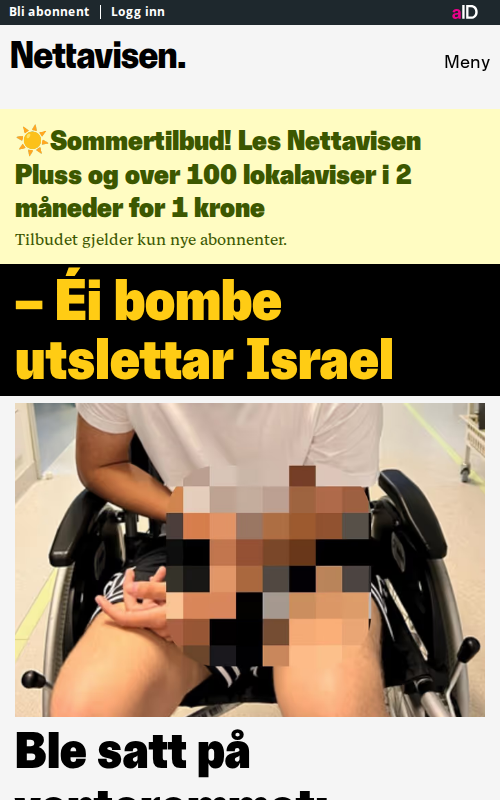 Bli abonnent
Logg inn
aID
Nettavisen.
Meny
☀️Sommertilbud! Les Nettavisen
Pluss og over 100 lokalaviser i 2
måneder for 1 krone
Tilbudet gjelder kun nye abonnenter.
– Éi bombe
utslettar Israel
Ble satt på